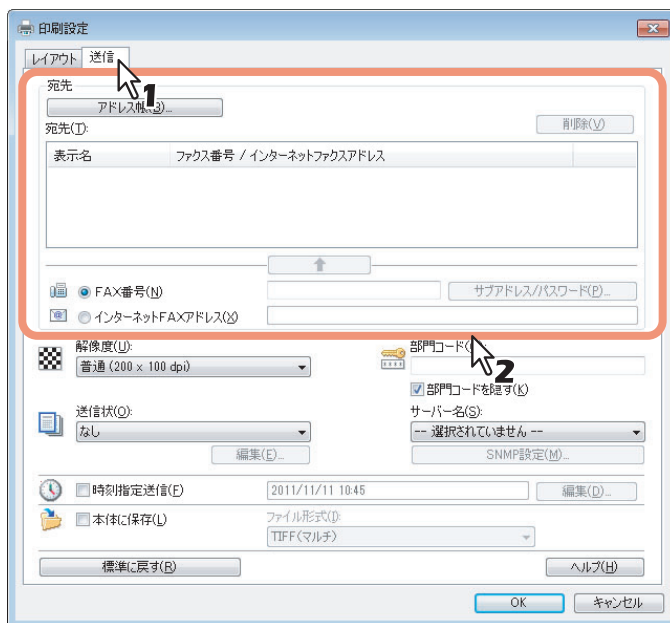 印刷設定
レイアウト 送信
1
宛先
アドレス帳(3)...
宛先(T):
削除(V)
表示名 ファクス番号 / インターネットファクスアドレス
FAX番号(N)
サブアドレス/パスワード(P)...
インターネットFAXアドレス(X)
2
解像度(U):
普通 (200 x 100 dpi)
部門コード(
部門コードを隠す(K)
送信状(O):
なし
編集(E)...
サーバー名(S):
-- 選択されていません --
SNMP設定(M)...
時刻指定送信(F)
2011/11/11 10:45
編集(D)...
本体に保存(L)
ファイル形式(I):
TIFF(マルチ)
標準に戻す(R)
ヘルプ(H)
OK キャンセル